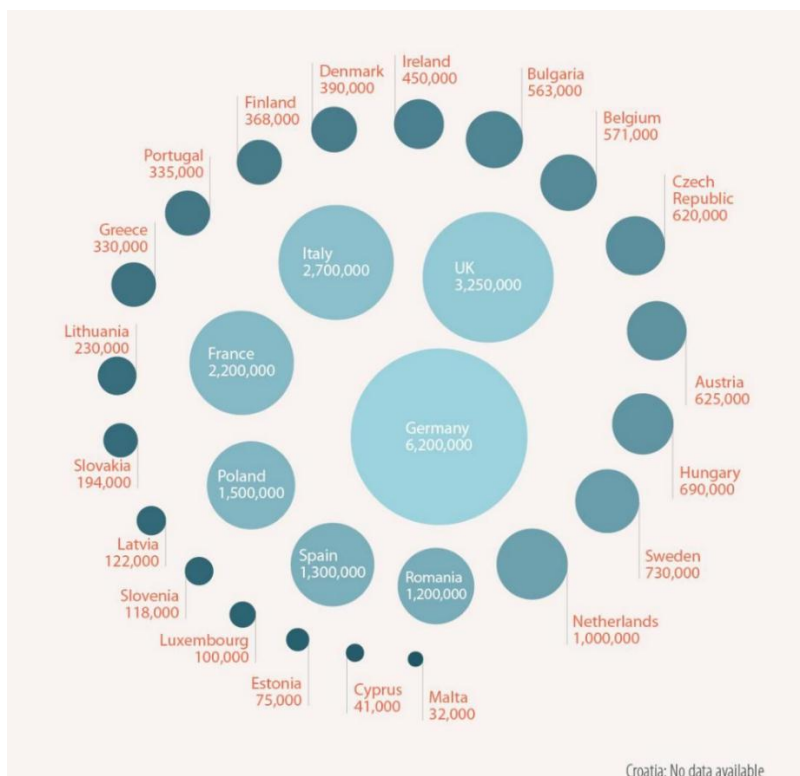 Ireland
450,000
Denmark
390,000
Bulgaria
563,000
Finland
368,000
Belgium
571,000
Portugal
335,000
Czech
Republic
620,000
Greece
330,000
Italy
2,700,000
UK
3,250,000
Lithuania
230,000
France
2,200,000
Austria
625,000
Germany
6,200,000
Slovakia
194,000
Poland
1,500,000
Hungary
690,000
Latvia
122,000
Spain
1,300,000
Romania
1,200,000
Sweden
730,000
Slovenia
118,000
Netherlands
1,000,000
Luxembourg
100,000
Estonia
75,000
Cyprus
41,000
Malta
32,000
Croatia: No data available